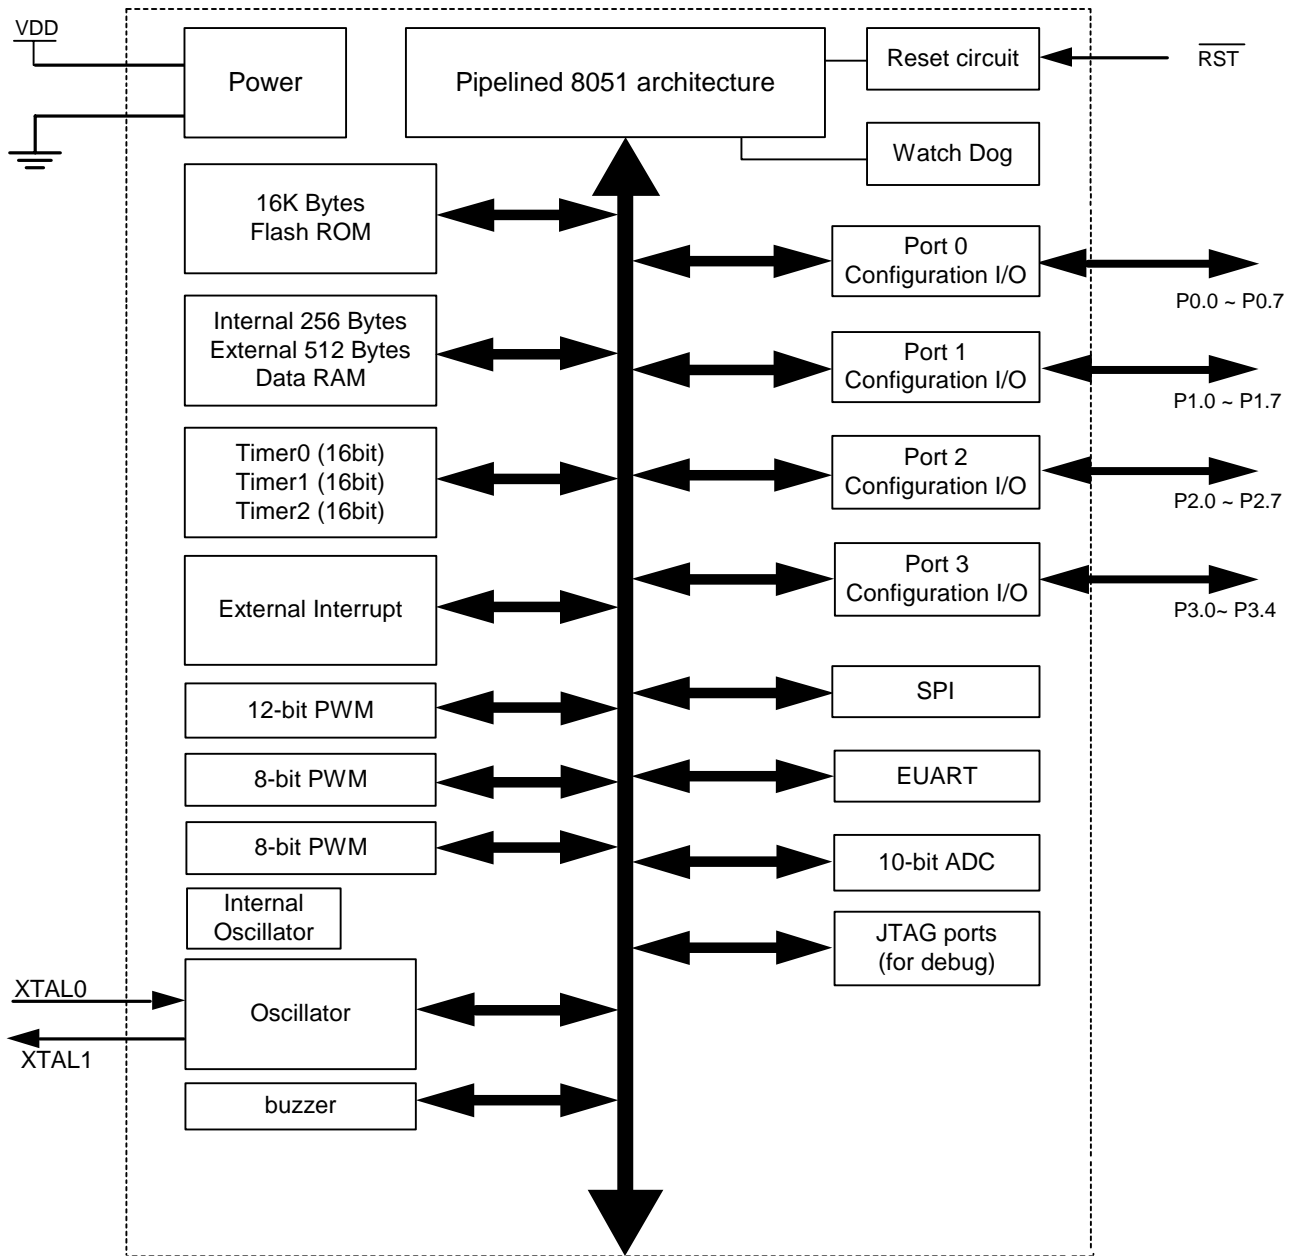 VDD
Power
Pipelined 8051 architecture
Reset circuit
RST
Watch Dog
16K Bytes
Flash ROM
Port 0
Configuration I/O
P0.0 ~ P0.7
Internal 256 Bytes
External 512 Bytes
Data RAM
Port 1
Configuration I/O
P1.0 ~ P1.7
Timer0 (16bit)
Timer1 (16bit)
Timer2 (16bit)
Port 2
Configuration I/O
P2.0 ~ P2.7
External Interrupt
Port 3
Configuration I/O
P3.0~ P3.4
12-bit PWM
SPI
8-bit PWM
EUART
8-bit PWM
10-bit ADC
Internal
Oscillator
JTAG ports
(for debug)
XTAL0
Oscillator
XTAL1
buzzer